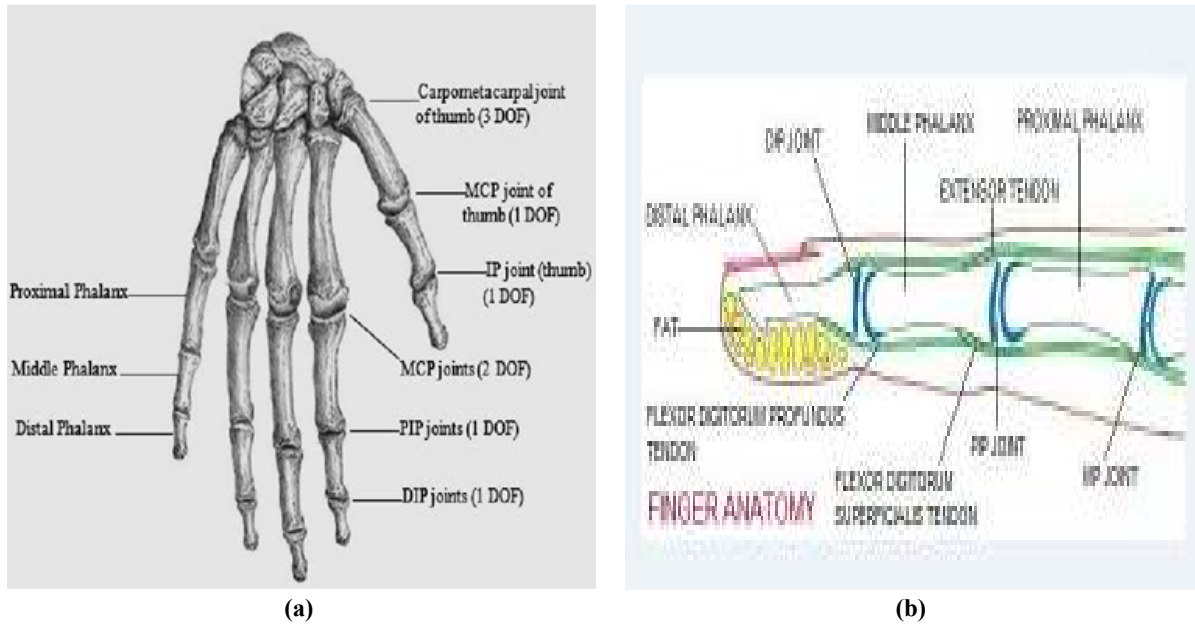 Carpometacarpal joint
of thumb (3 DOF)
MCP joint of
thumb (1 DOF)
IP joint (thumb)
(1 DOF)
Proximal Phalanx
MCP joints (2 DOF)
Middle Phalanx
Distal Phalanx
PIP joints (1 DOF)
DIP joints (1 DOF)
(a)
DIP JOINT
MIDDLE PHALANX
PROXIMAL PHALANX
EXTENSOR TENDON
DISTAL PHALANX
FAT
FLEXOR DIGITORUM PROFUNDUS
TENDON
PIP JOINT
MP JOINT
FLEXOR DIGITORUM
SUPERFICIALIS TENDON
FINGER ANATOMY
(b)